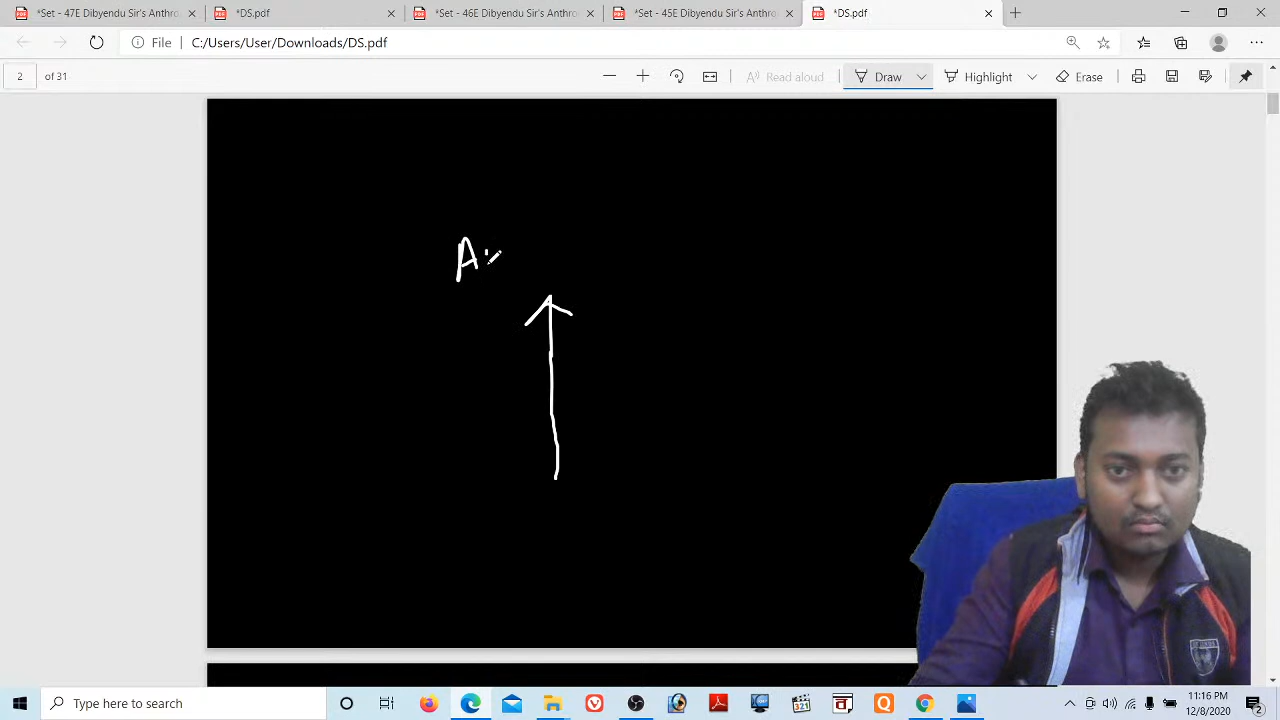 *Set - 47E Dibyendu Sir's Anthro
*DS.pdf
*Set - 46E Dibyendu Sir's Anthro
*Set - 45E Dibyendu Sir's Anthro
*DS.pdf
File
C:/Users/User/Downloads/DS.pdf
2 of 31
Read aloud
Draw
Highlight
Erase
A
Type here to search
11:16 PM
12/8/2020
2